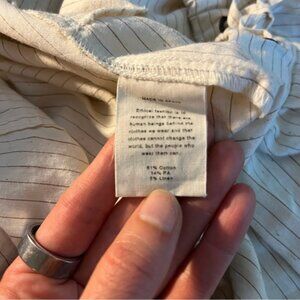 MADE IN SPAIN
Ethical fashion is to
recognize that there are
human beings behind the
clothes we wear and that
clothes cannot change the
world, but the people who
wear them can.
81% Cotton
14% PA
5% Linen